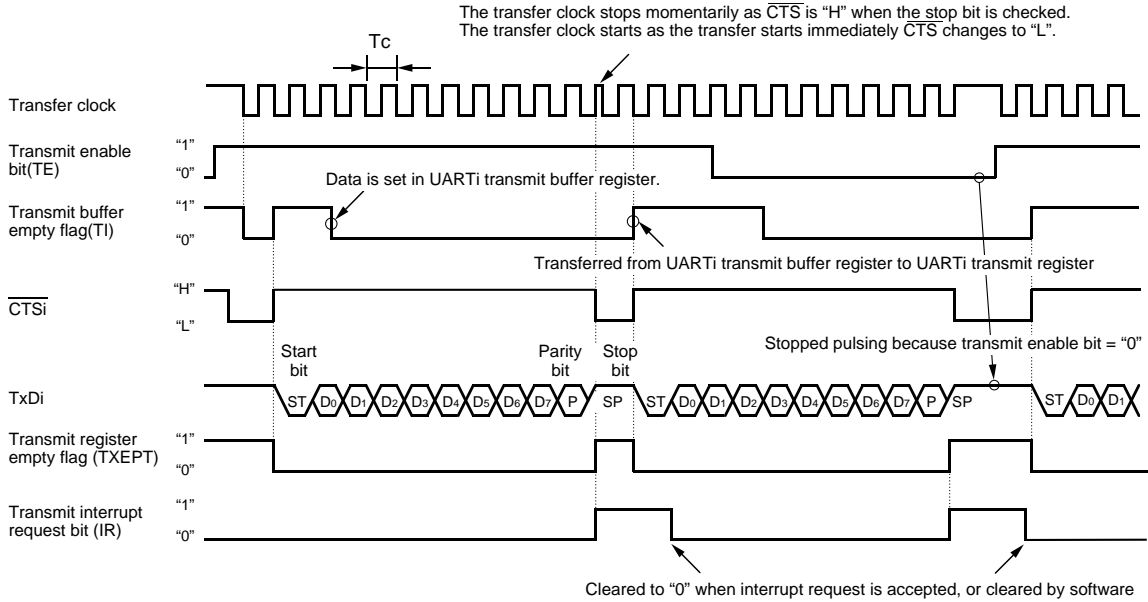 The transfer clock stops momentarily as CTS is “H” when the stop bit is checked.
The transfer clock starts as the transfer starts immediately CTS changes to “L”.
Tc
Transfer clock
Transmit enable
bit(TE)
“1”
“0”
Data is set in UARTi transmit buffer register.
Transmit buffer
empty flag(TI)
“1”
“0”
Transferred from UARTi transmit buffer register to UARTi transmit register
CTSi
“H”
“L”
Stopped pulsing because transmit enable bit = “0”
Start
bit
Parity
bit
Stop
bit
TxDi
ST D0 D1 D2 D3 D4 D5 D6 D7 P SP ST D0 D1 D2 D3 D4 D5 D6 D7 P SP ST D0 D1
Transmit register
empty flag (TXEPT)
“1”
“0”
Transmit interrupt
request bit (IR)
“1”
“0”
Cleared to “0” when interrupt request is accepted, or cleared by software